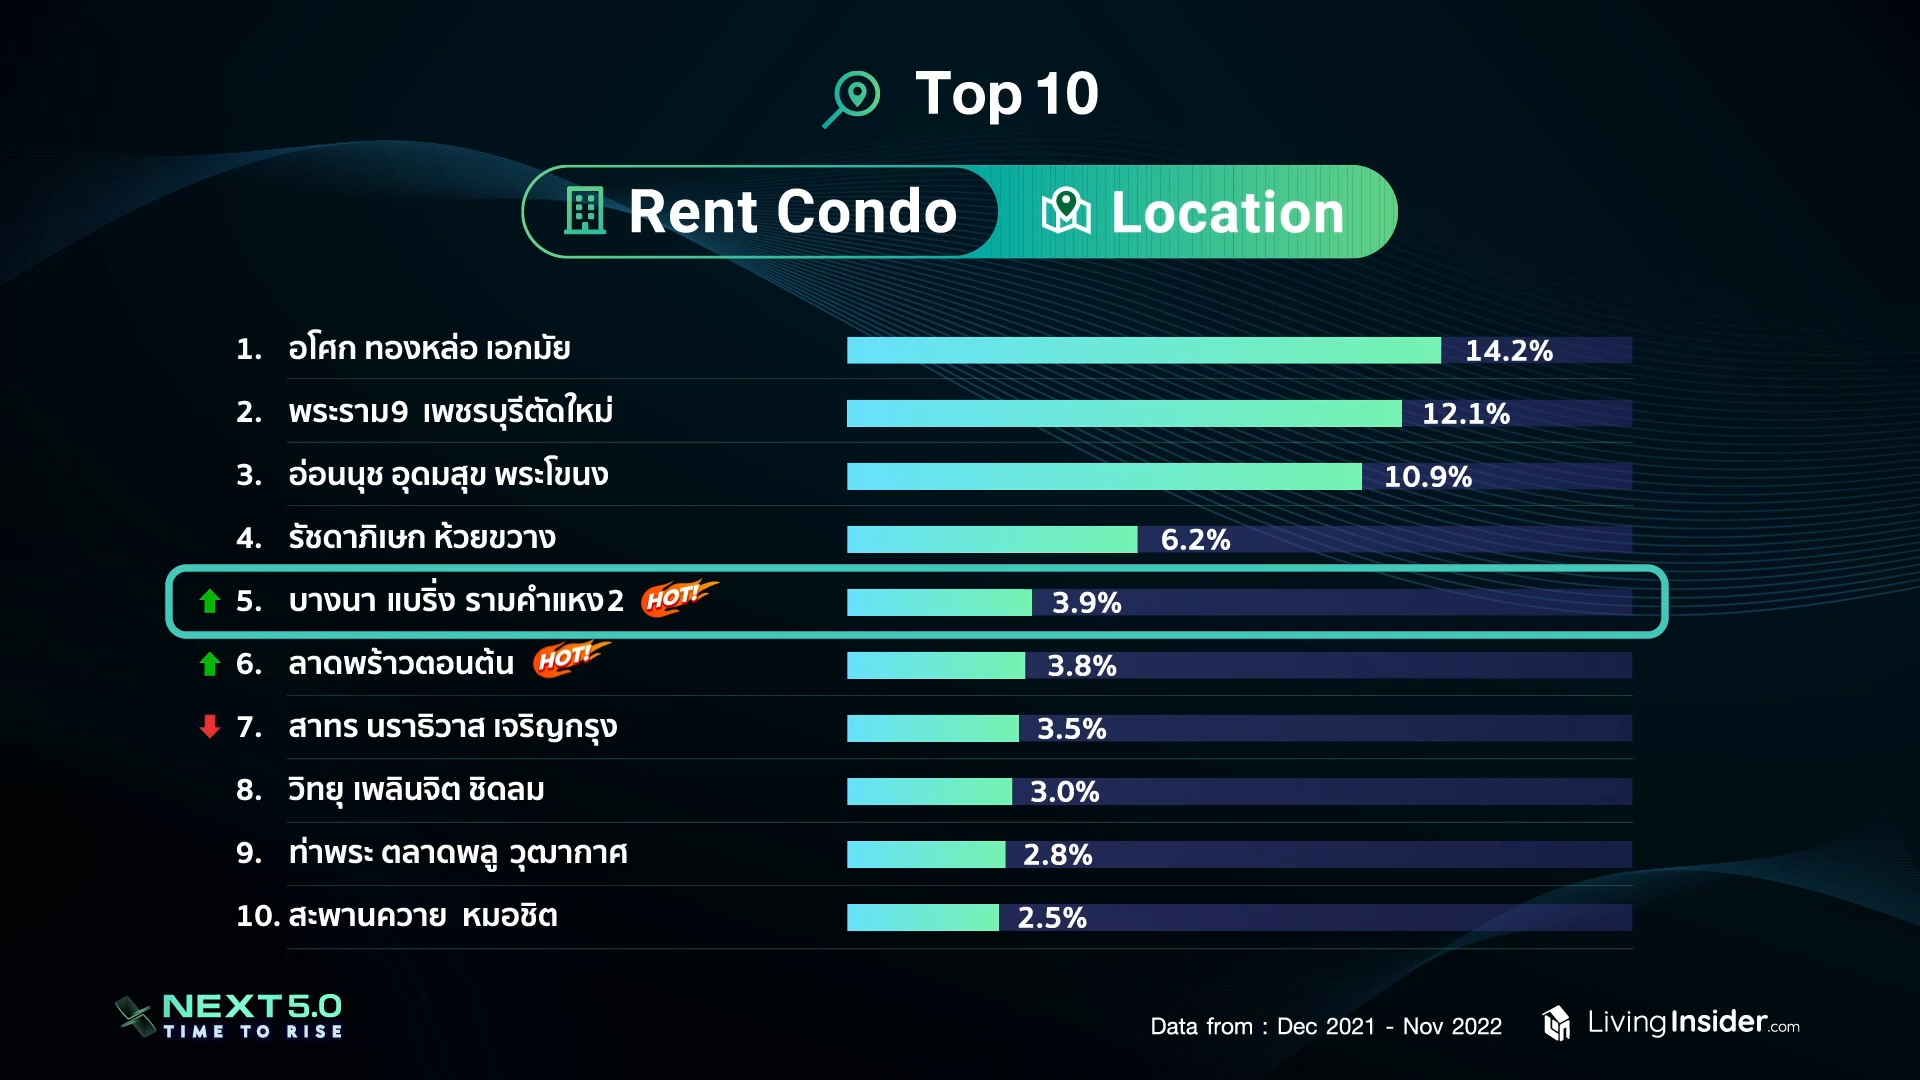 Top 10
Rent Condo Location
1. อโศก ทองหล่อ เอกมัย 14.2%
2. พระราม9 เพชรบุรีตัดใหม่ 12.1%
3. อ่อนนุช อุดมสุข พระโขนง 10.9%
4. รัชดาภิเษก ห้วยขวาง 6.2%
5. บางนา แบริ่ง รามคำแหง2 HOT! 3.9%
6. ลาดพร้าวตอนต้น HOT! 3.8%
7. สาทร นราธิวาส เจริญกรุง 3.5%
8. วิทยุ เพลินจิต ชิดลม 3.0%
9. ท่าพระ ตลาดพลู วุฒากาศ 2.8%
10. สะพานควาย หมอชิต 2.5%
NEXT 5.0
TIME TO RISE
Data from : Dec 2021 - Nov 2022
LivingInsider.com